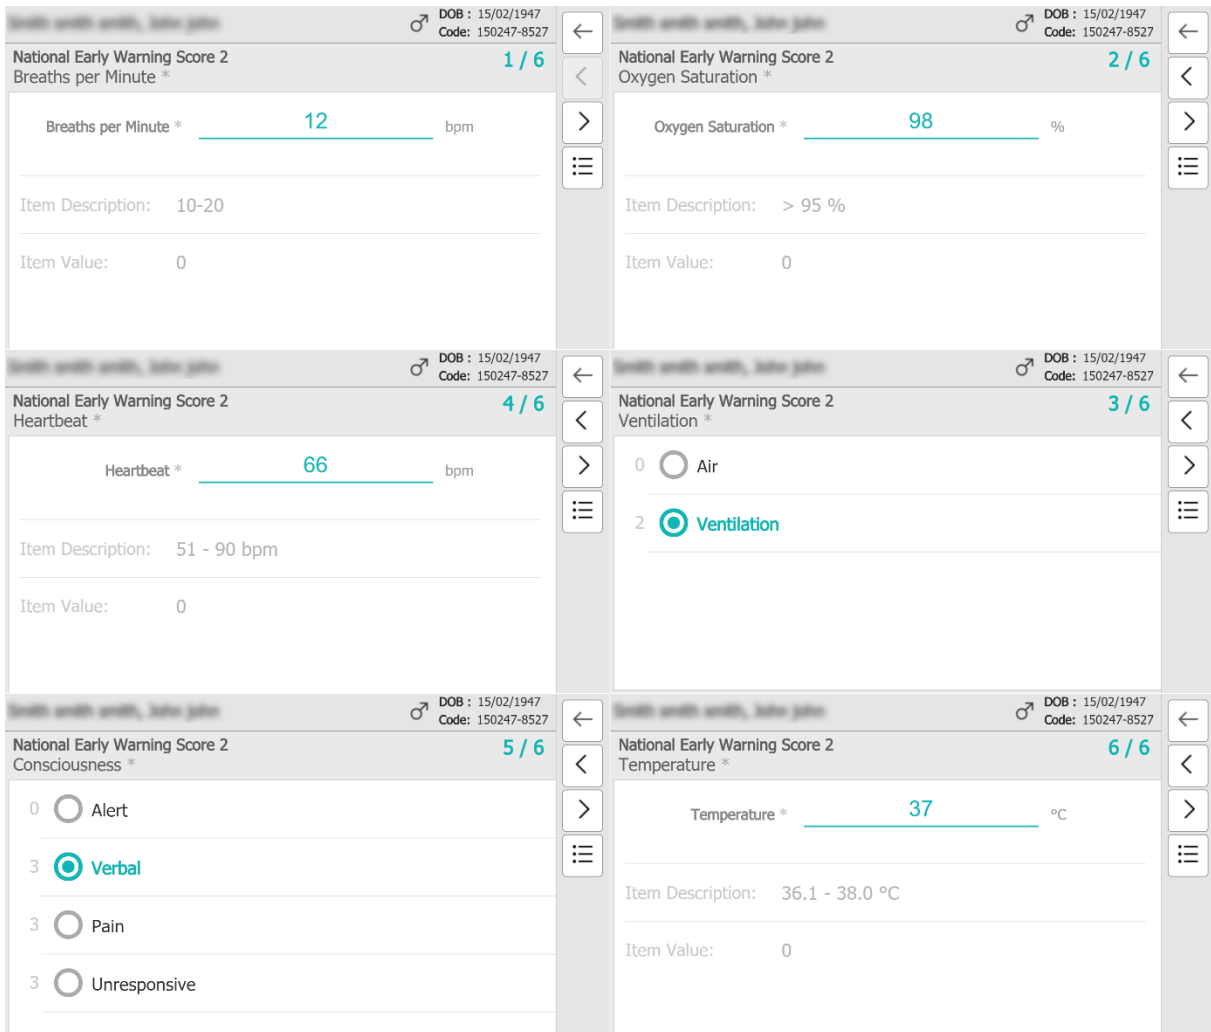 DOB : 15/02/1947
Code: 150247-8527
National Early Warning Score 2
1 / 6
Breaths per Minute *
Breaths per Minute * 12 bpm
Item Description: 10-20
Item Value: 0
DOB : 15/02/1947
Code: 150247-8527
National Early Warning Score 2
2 / 6
Oxygen Saturation *
Oxygen Saturation * 98 %
Item Description: > 95 %
Item Value: 0
DOB : 15/02/1947
Code: 150247-8527
National Early Warning Score 2
4 / 6
Heartbeat *
Heartbeat * 66 bpm
Item Description: 51 - 90 bpm
Item Value: 0
DOB : 15/02/1947
Code: 150247-8527
National Early Warning Score 2
3 / 6
Ventilation *
0 Air
2 Ventilation
DOB : 15/02/1947
Code: 150247-8527
National Early Warning Score 2
5 / 6
Consciousness *
0 Alert
3 Verbal
3 Pain
3 Unresponsive
DOB : 15/02/1947
Code: 150247-8527
National Early Warning Score 2
6 / 6
Temperature *
Temperature * 37 °C
Item Description: 36.1 - 38.0 °C
Item Value: 0